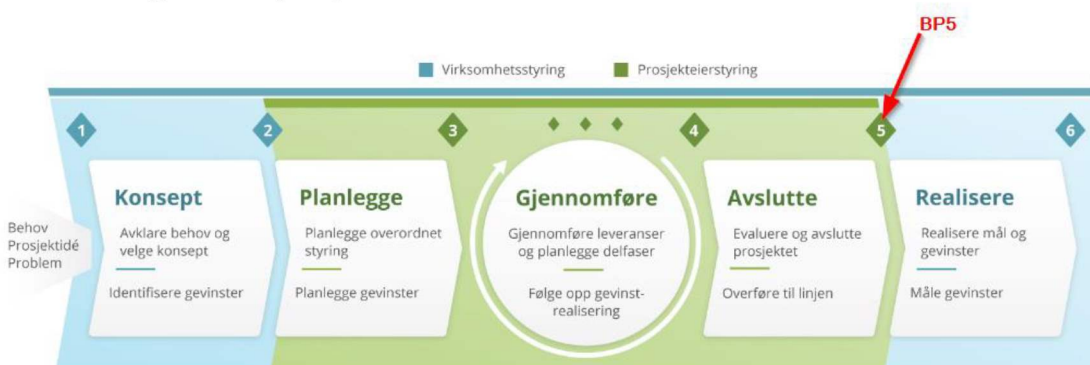 BP5
Virksomhetsstyring
Prosjekteierstyring
1
2
3
4
5
6
Behov
Prosjektidé
Problem
Konsept
Avklare behov og
velge konsept
Identifisere gevinster
Planlegge
Planlegge overordnet
styring
Planlegge gevinster
Gjennomføre
Gjennomføre leveranser
og planlegge delfaser
Følge opp gevinst-
realisering
Avslutte
Evaluere og avslutte
prosjektet
Overføre til linjen
Realisere
Realisere mål og
gevinster
Måle gevinster